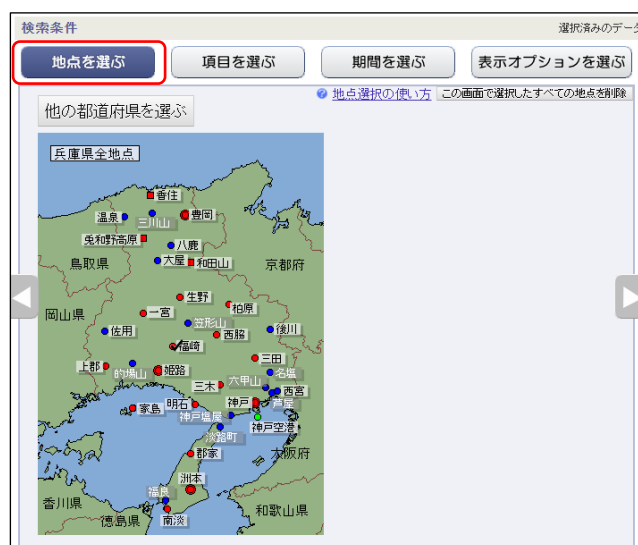 検索条件
選択済みのデータ
地点を選ぶ
項目を選ぶ
期間を選ぶ
表示オプションを選ぶ
地点選択の使い方
この画面で選択したすべての地点を削除
他の都道府県を選ぶ
兵庫県全地点
香住
温泉
三川山
豊岡
兎和野高原
八鹿
鳥取県
大屋
和田山
京都府
生野
岡山県
一宮
柏原
笠形山
佐用
西脇
後川
福崎
三田
上郡
的場山
姫路
名塩
三木
六甲山
西宮
家島
明石
神戸
芦屋
神戸塩屋
神戸空港
淡路町
郡家
大阪府
洲本
福良
香川県
徳島県
南淡
和歌山県